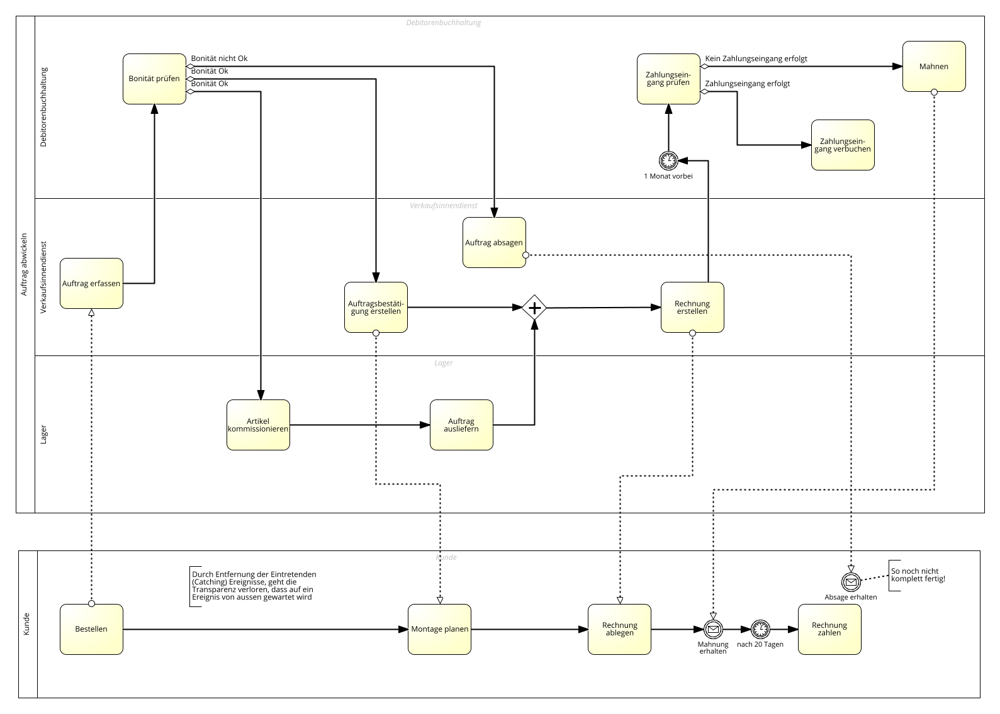 Auftrag abwickeln
Debitorenbuchhaltung
Debitorenbuchhaltung
Bonität prüfen
Bonität nicht Ok
Bonität Ok
Bonität Ok
Zahlungsein-
gang prüfen
Kein Zahlungseingang erfolgt
Zahlungseingang erfolgt
Mahnen
Zahlungsein-
gang verbuchen
1 Monat vorbei
Verkaufsinnendienst
Verkaufsinnendienst
Auftrag absagen
Auftrag erfassen
Auftragsbestäti-
gung erstellen
Rechnung
erstellen
Lager
Lager
Artikel
kommissionieren
Auftrag
ausliefern
Kunde
Kunde
Durch Entfernung der Eintretenden
(Catching) Ereignisse, geht die
Transparenz verloren, dass auf ein
Ereignis von aussen gewartet wird
So noch nicht
komplett fertig!
Absage erhalten
Bestellen
Montage planen
Rechnung
ablegen
Mahnung
erhalten
nach 20 Tagen
Rechnung
zahlen